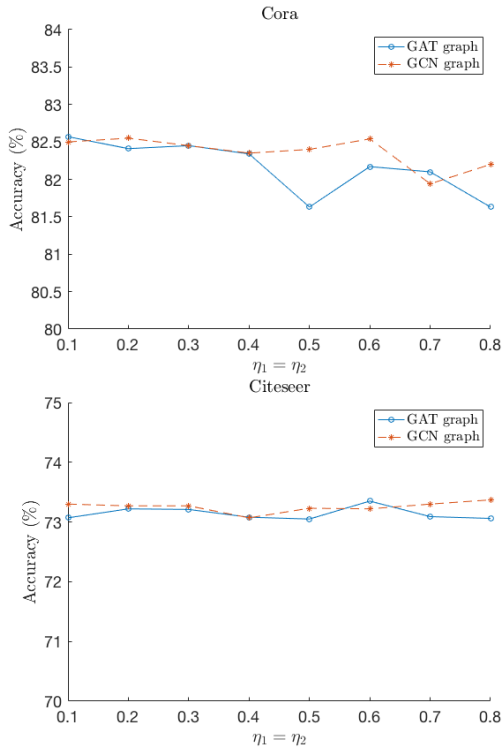 Cora
84
83.5
83
82.5
82
81.5
81
80.5
80
Accuracy (%)
GAT graph
GCN graph
0.1 0.2 0.3 0.4 0.5 0.6 0.7 0.8
η₁ = η₂
Citeseer
75
74
73
72
71
70
Accuracy (%)
GAT graph
GCN graph
0.1 0.2 0.3 0.4 0.5 0.6 0.7 0.8
η₁ = η₂